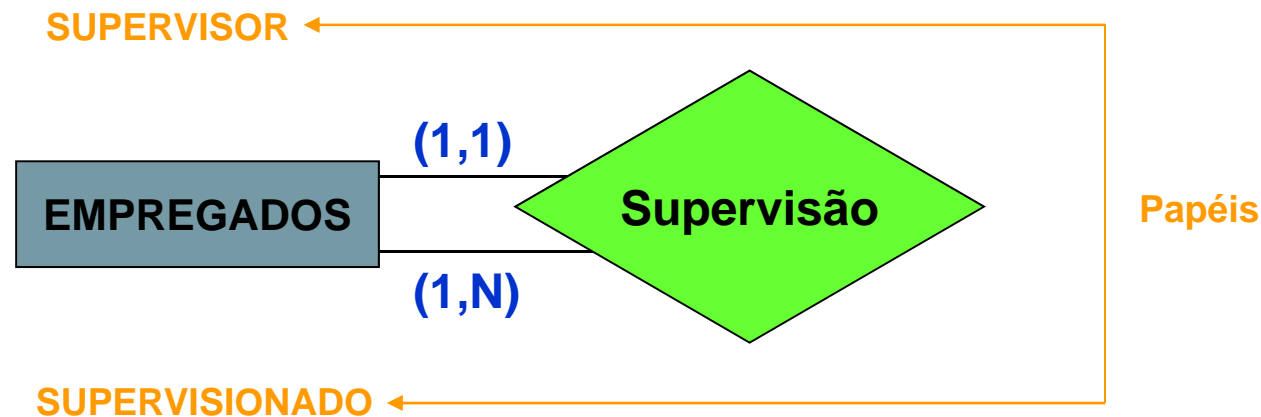 SUPERVISOR
(1,1)
EMPREGADOS
Supervisão
Papéis
(1,N)
SUPERVISIONADO